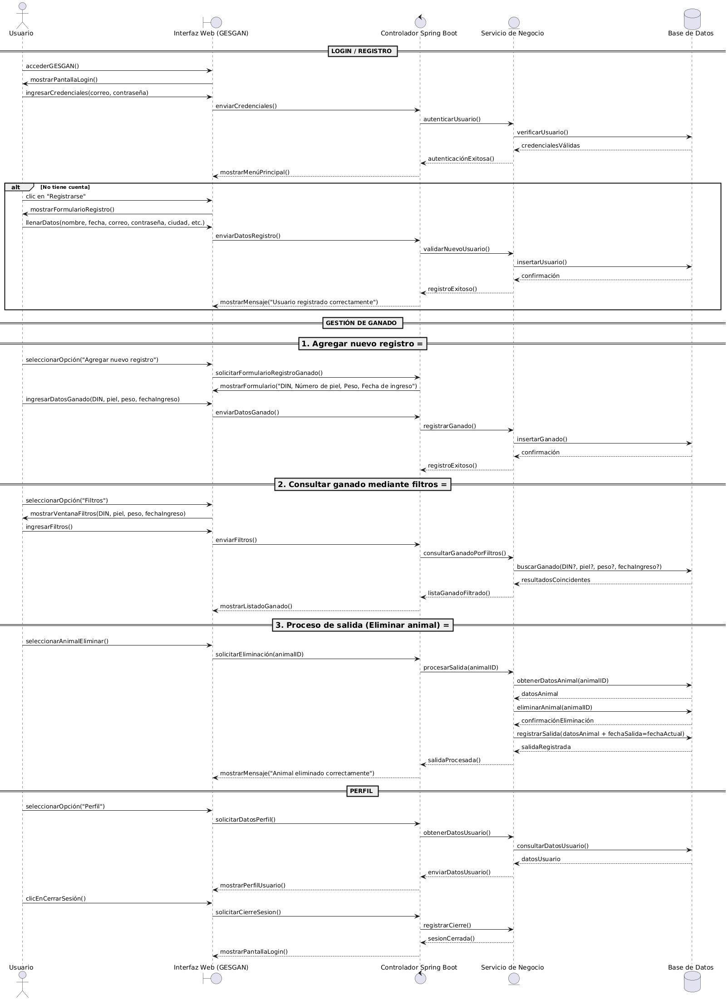 Usuario
Interfaz Web (GESGAN)
Controlador Spring Boot
Servicio de Negocio
Base de Datos
LOGIN / REGISTRO
accederGESGAN()
mostrarPantallaLogin()
ingresarCredenciales(correo, contraseña)
enviarCredenciales()
autenticarUsuario()
verificarUsuario()
credencialesVálidas
autenticaciónExitosa()
mostrarMenúPrincipal()
alt [No tiene cuenta]
clic en "Registrarse"
mostrarFormularioRegistro()
llenarDatos(nombre, fecha, correo, contraseña, ciudad, etc.)
enviarDatosRegistro()
validarNuevoUsuario()
insertarUsuario()
confirmación
registroExitoso()
mostrarMensaje("Usuario registrado correctamente")
GESTIÓN DE GANADO
1. Agregar nuevo registro =
seleccionarOpción("Agregar nuevo registro")
solicitarFormularioRegistroGanado()
mostrarFormulario("DIN, Número de piel, Peso, Fecha de ingreso")
ingresarDatosGanado(DIN, piel, peso, fechaIngreso)
enviarDatosGanado()
registrarGanado()
insertarGanado()
confirmación
registroExitoso()
2. Consultar ganado mediante filtros =
seleccionarOpción("Filtros")
mostrarVentanaFiltros(DIN, piel, peso, fechaIngreso)
ingresarFiltros()
enviarFiltros()
consultarGanadoPorFiltros()
buscarGanado(DIN?, piel?, peso?, fechaIngreso?)
resultadosCoincidentes
listaGanadoFiltrado()
mostrarListadoGanado()
3. Proceso de salida (Eliminar animal) =
seleccionarAnimalEliminar()
solicitarEliminación(animalID)
procesarSalida(animalID)
obtenerDatosAnimal(animalID)
datosAnimal
eliminarAnimal(animalID)
confirmaciónEliminación
registrarSalida(datosAnimal + fechaSalida=fechaActual)
salidaRegistrada
salidaProcesada()
mostrarMensaje("Animal eliminado correctamente")
PERFIL
seleccionarOpción("Perfil")
solicitarDatosPerfil()
obtenerDatosUsuario()
consultarDatosUsuario()
datosUsuario
enviarDatosUsuario()
mostrarPerfilUsuario()
clicEnCerrarSesión()
solicitarCierreSesion()
registrarCierre()
sesionCerrada()
mostrarPantallaLogin()
Usuario
Interfaz Web (GESGAN)
Controlador Spring Boot
Servicio de Negocio
Base de Datos